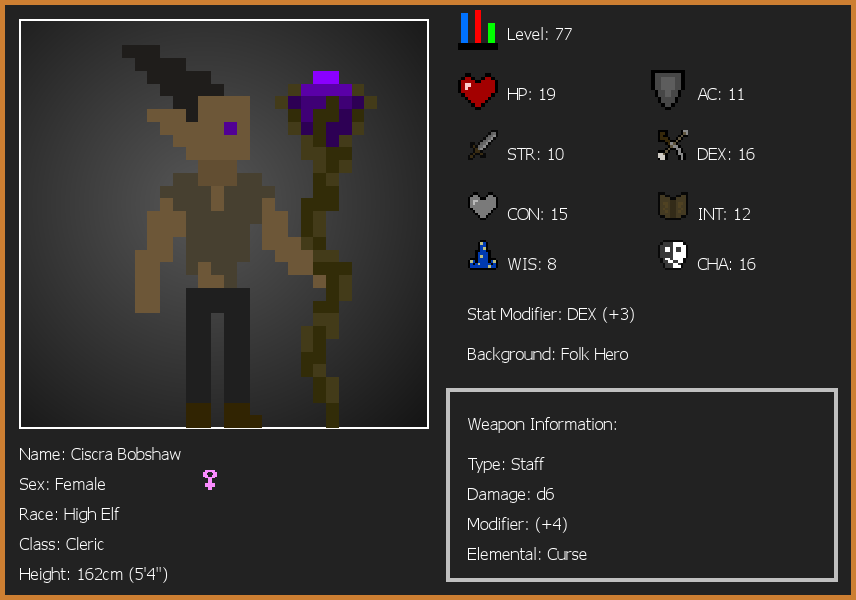 Level: 77
HP: 19
AC: 11
STR: 10
DEX: 16
CON: 15
INT: 12
WIS: 8
CHA: 16
Stat Modifier: DEX (+3)
Background: Folk Hero
Weapon Information:
Type: Staff
Damage: d6
Modifier: (+4)
Elemental: Curse
Name: Ciscra Bobshaw
Sex: Female
Race: High Elf
Class: Cleric
Height: 162cm (5'4")